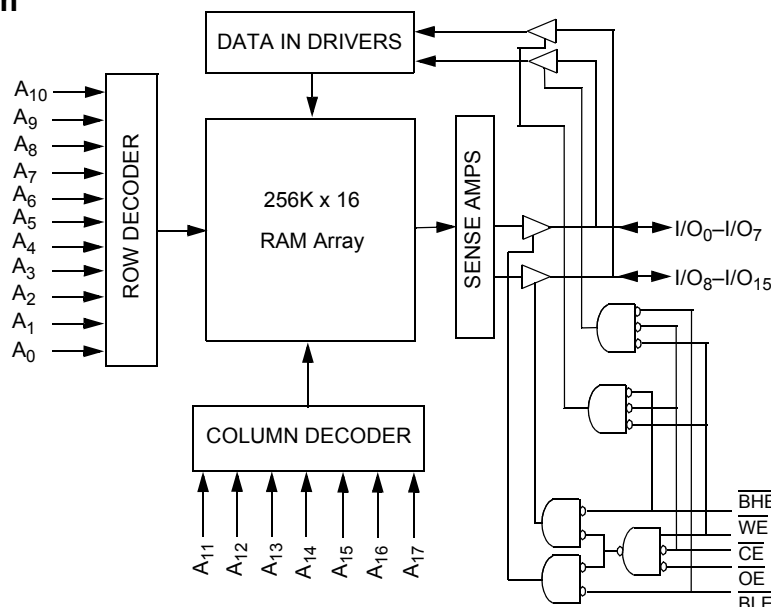 DATA IN DRIVERS
A10
A9
A8
A7
A6
A5
A4
A3
A2
A1
A0
ROW DECODER
256K x 16
RAM Array
SENSE AMPS
I/O0–I/O7
I/O8–I/O15
COLUMN DECODER
A11
A12
A13
A14
A15
A16
A17
BHE
WE
CE
OE
BLE